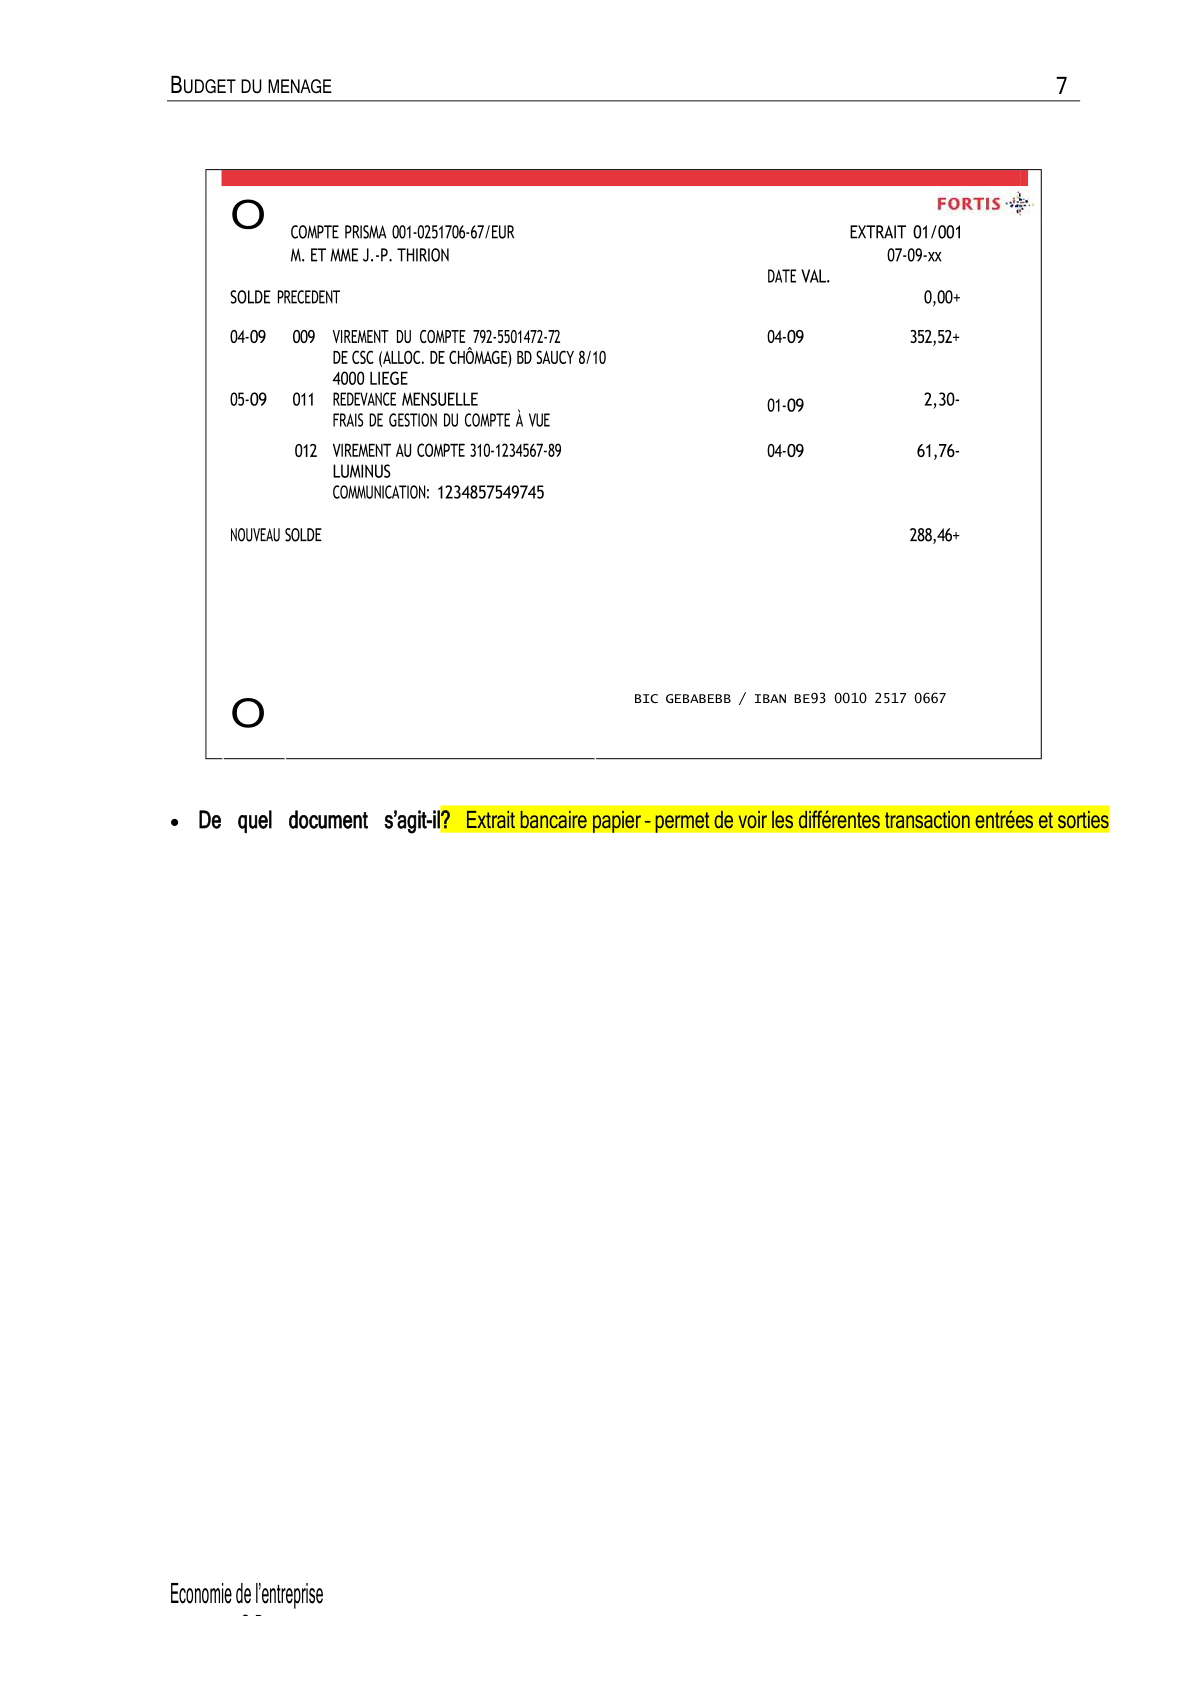 BUDGET DU MENAGE 7
FORTIS
COMPTE PRISMA 001-0251706-67/EUR EXTRAIT 01/001
M. ET MME J.-P. THIRION 07-09-xx
DATE VAL.
SOLDE PRECEDENT 0,00+
04-09 009 VIREMENT DU COMPTE 792-5501472-72 04-09 352,52+
DE CSC (ALLOC. DE CHÔMAGE) BD SAUCY 8/10
4000 LIEGE
05-09 011 REDEVANCE MENSUELLE 01-09 2,30-
FRAIS DE GESTION DU COMPTE À VUE
012 VIREMENT AU COMPTE 310-1234567-89 04-09 61,76-
LUMINUS
COMMUNICATION: 1234857549745
NOUVEAU SOLDE 288,46+
BIC GEBABEBB / IBAN BE93 0010 2517 0667
• De quel document s’agit-il? Extrait bancaire papier - permet de voir les différentes transaction entrées et sorties
Economie de l’entreprise